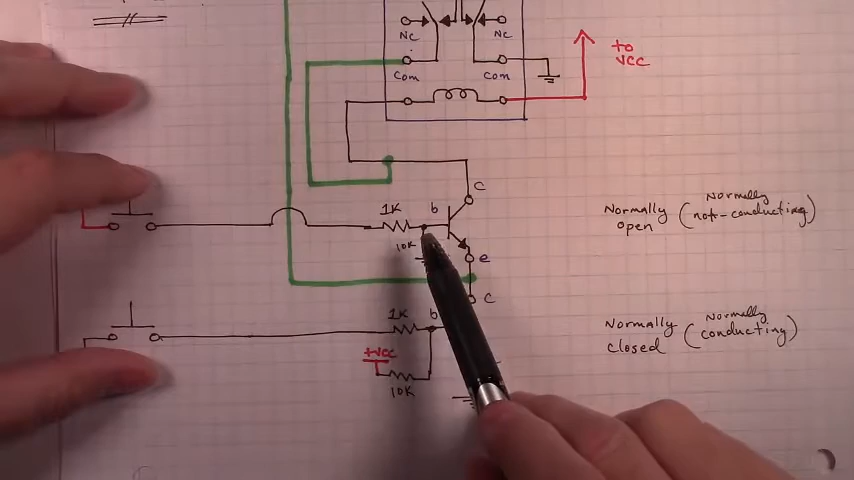 Nc
Nc
Com
Com
to
VCC
c
1K
b
10K
e
Normally
open
(Normally
not-conducting)
c
1K
b
+VCC
10K
Normally
closed
(Normally
conducting)